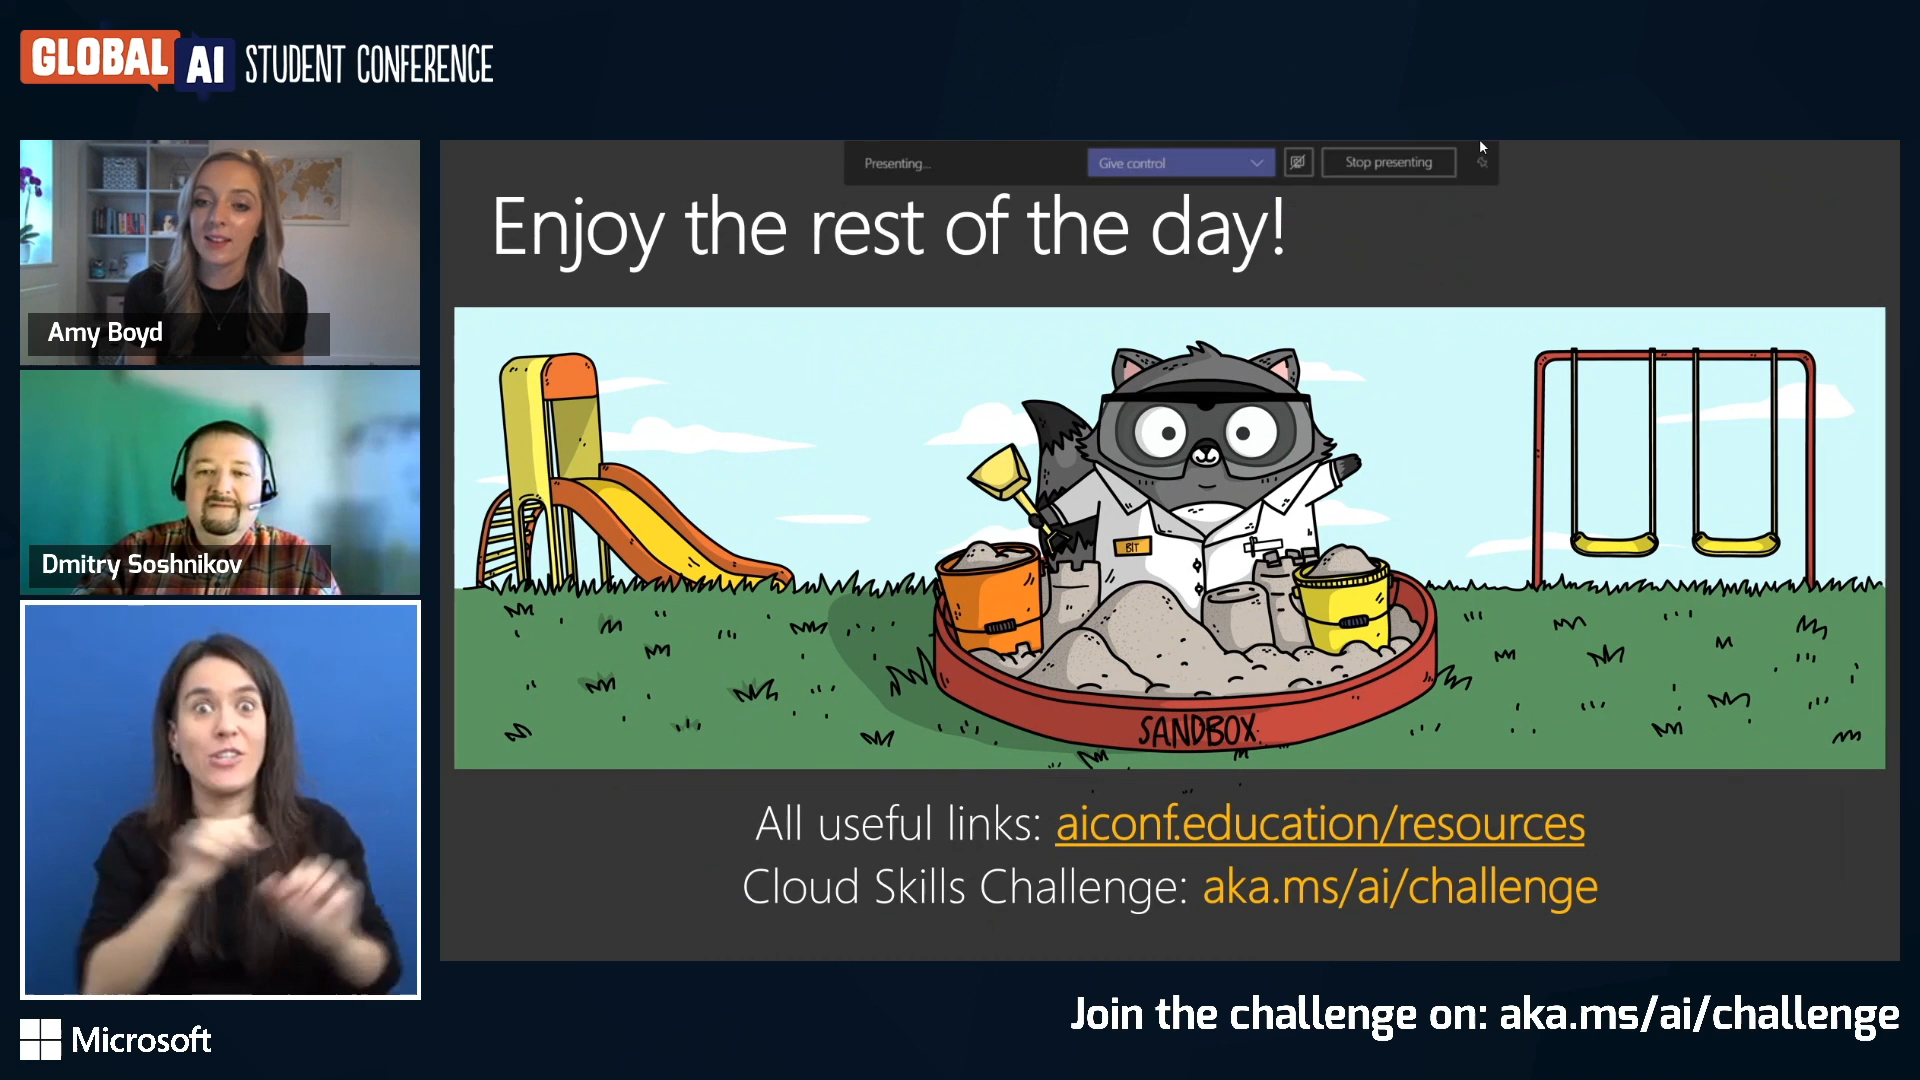 GLOBAL AI STUDENT CONFERENCE
Amy Boyd
Dmitry Soshnikov
Presenting...
Give control
Stop presenting
Enjoy the rest of the day!
BIT
SANDBOX
All useful links: aiconf.education/resources
Cloud Skills Challenge: aka.ms/ai/challenge
Join the challenge on: aka.ms/ai/challenge
Microsoft